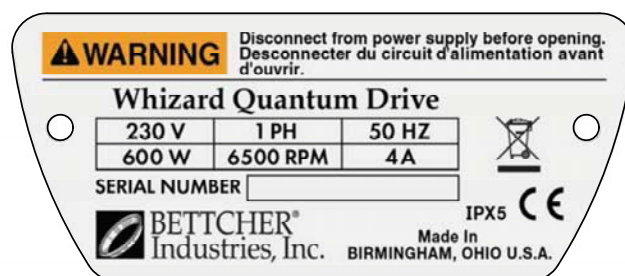 WARNING
Disconnect from power supply before opening.
Desconnecter du circuit d'alimentation avant
d'ouvrir.
Whizard Quantum Drive
230 V 1 PH 50 HZ
600 W 6500 RPM 4 A
SERIAL NUMBER
IPX5 CE
BETTCHER®
Industries, Inc.
Made In
BIRMINGHAM, OHIO U.S.A.